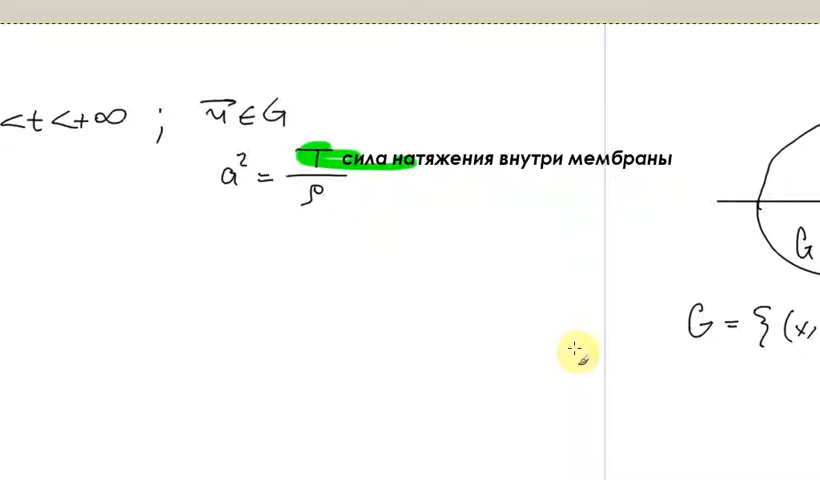 <t<+∞ ; r⃗ ∈ G
a² = T/ρ сила натяжения внутри мембраны
G
G = { (x,